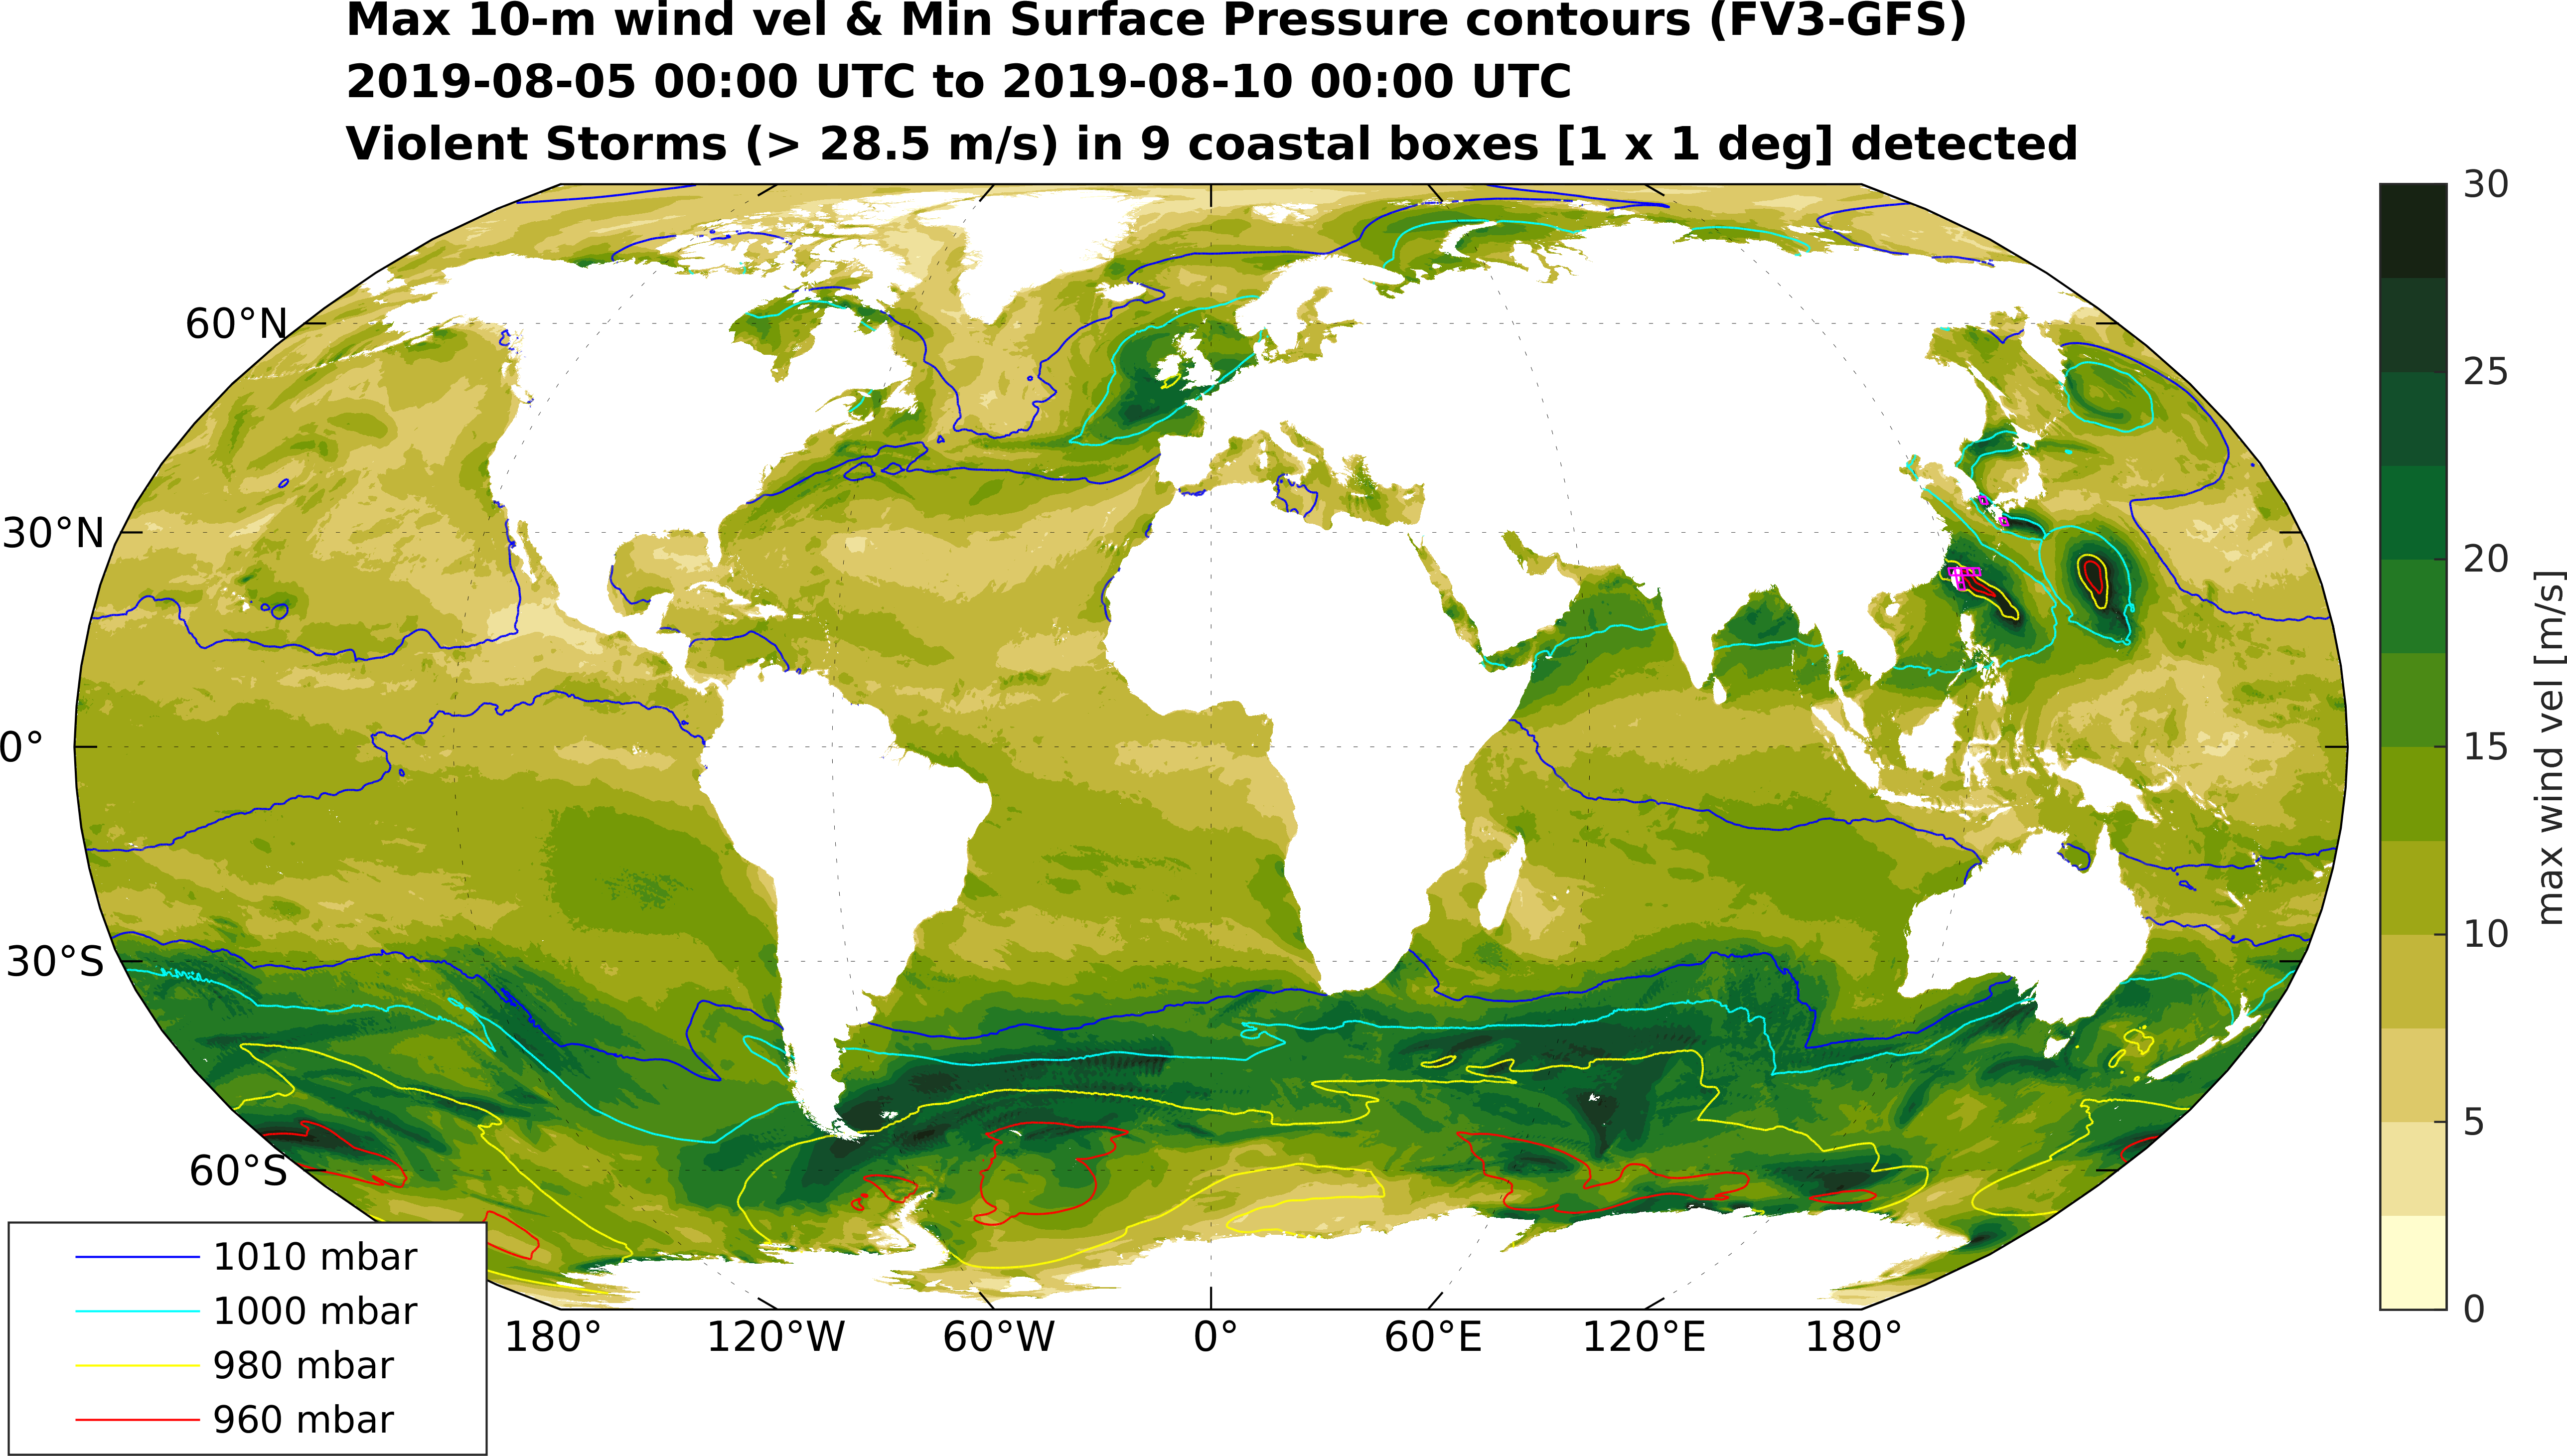 Max 10-m wind vel & Min Surface Pressure contours (FV3-GFS)
2019-08-05 00:00 UTC to 2019-08-10 00:00 UTC
Violent Storms (> 28.5 m/s) in 9 coastal boxes [1 x 1 deg] detected
60°N
30°N
0°
30°S
60°S
180°
120°W
60°W
0°
60°E
120°E
180°
1010 mbar
1000 mbar
980 mbar
960 mbar
30
25
20
15
10
5
0
max wind vel [m/s]